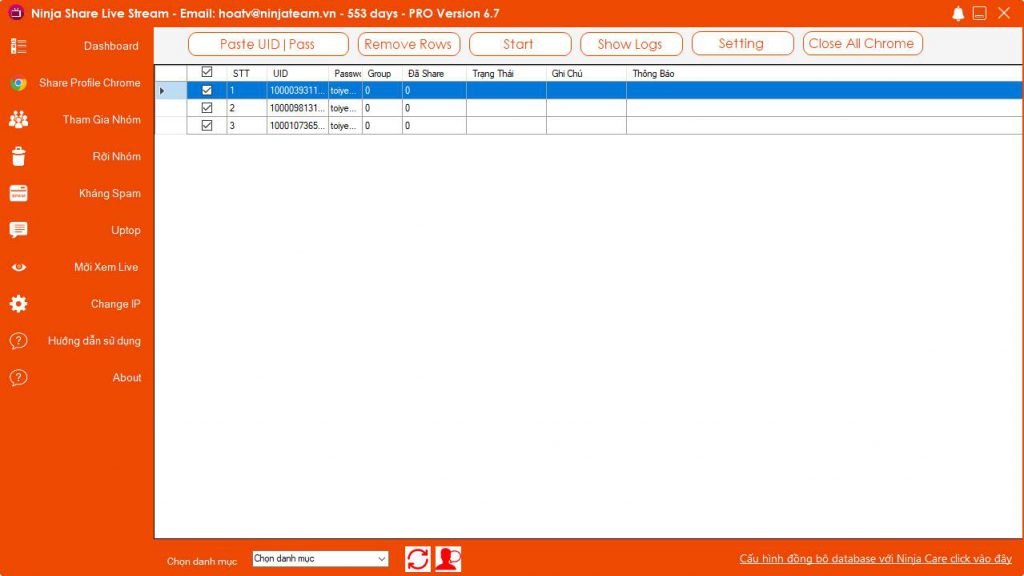 Ninja Share Live Stream - Email: hoatv@ninjateam.vn - 553 days - PRO Version 6.7
Dashboard
Share Profile Chrome
Tham Gia Nhóm
Rời Nhóm
Kháng Spam
Uptop
Mời Xem Live
Change IP
Hướng dẫn sử dụng
About
Paste UID|Pass Remove Rows Start Show Logs Setting Close All Chrome
STT UID Passwo Group Đã Share Trạng Thái Ghi Chú Thông Báo
1 1000039311... toiye... 0 0
2 1000098131... toiye... 0 0
3 1000107365... toiye... 0 0
Chọn danh mục Chọn danh mục Cấu hình đồng bộ database với Ninja Care click vào đây